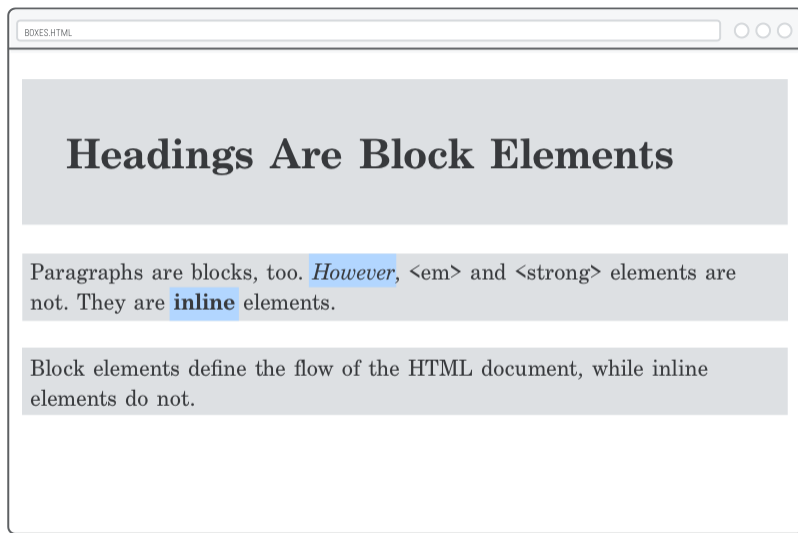 BOXES.HTML
Headings Are Block Elements
Paragraphs are blocks, too. However, <em> and <strong> elements are
not. They are inline elements.
Block elements define the flow of the HTML document, while inline
elements do not.